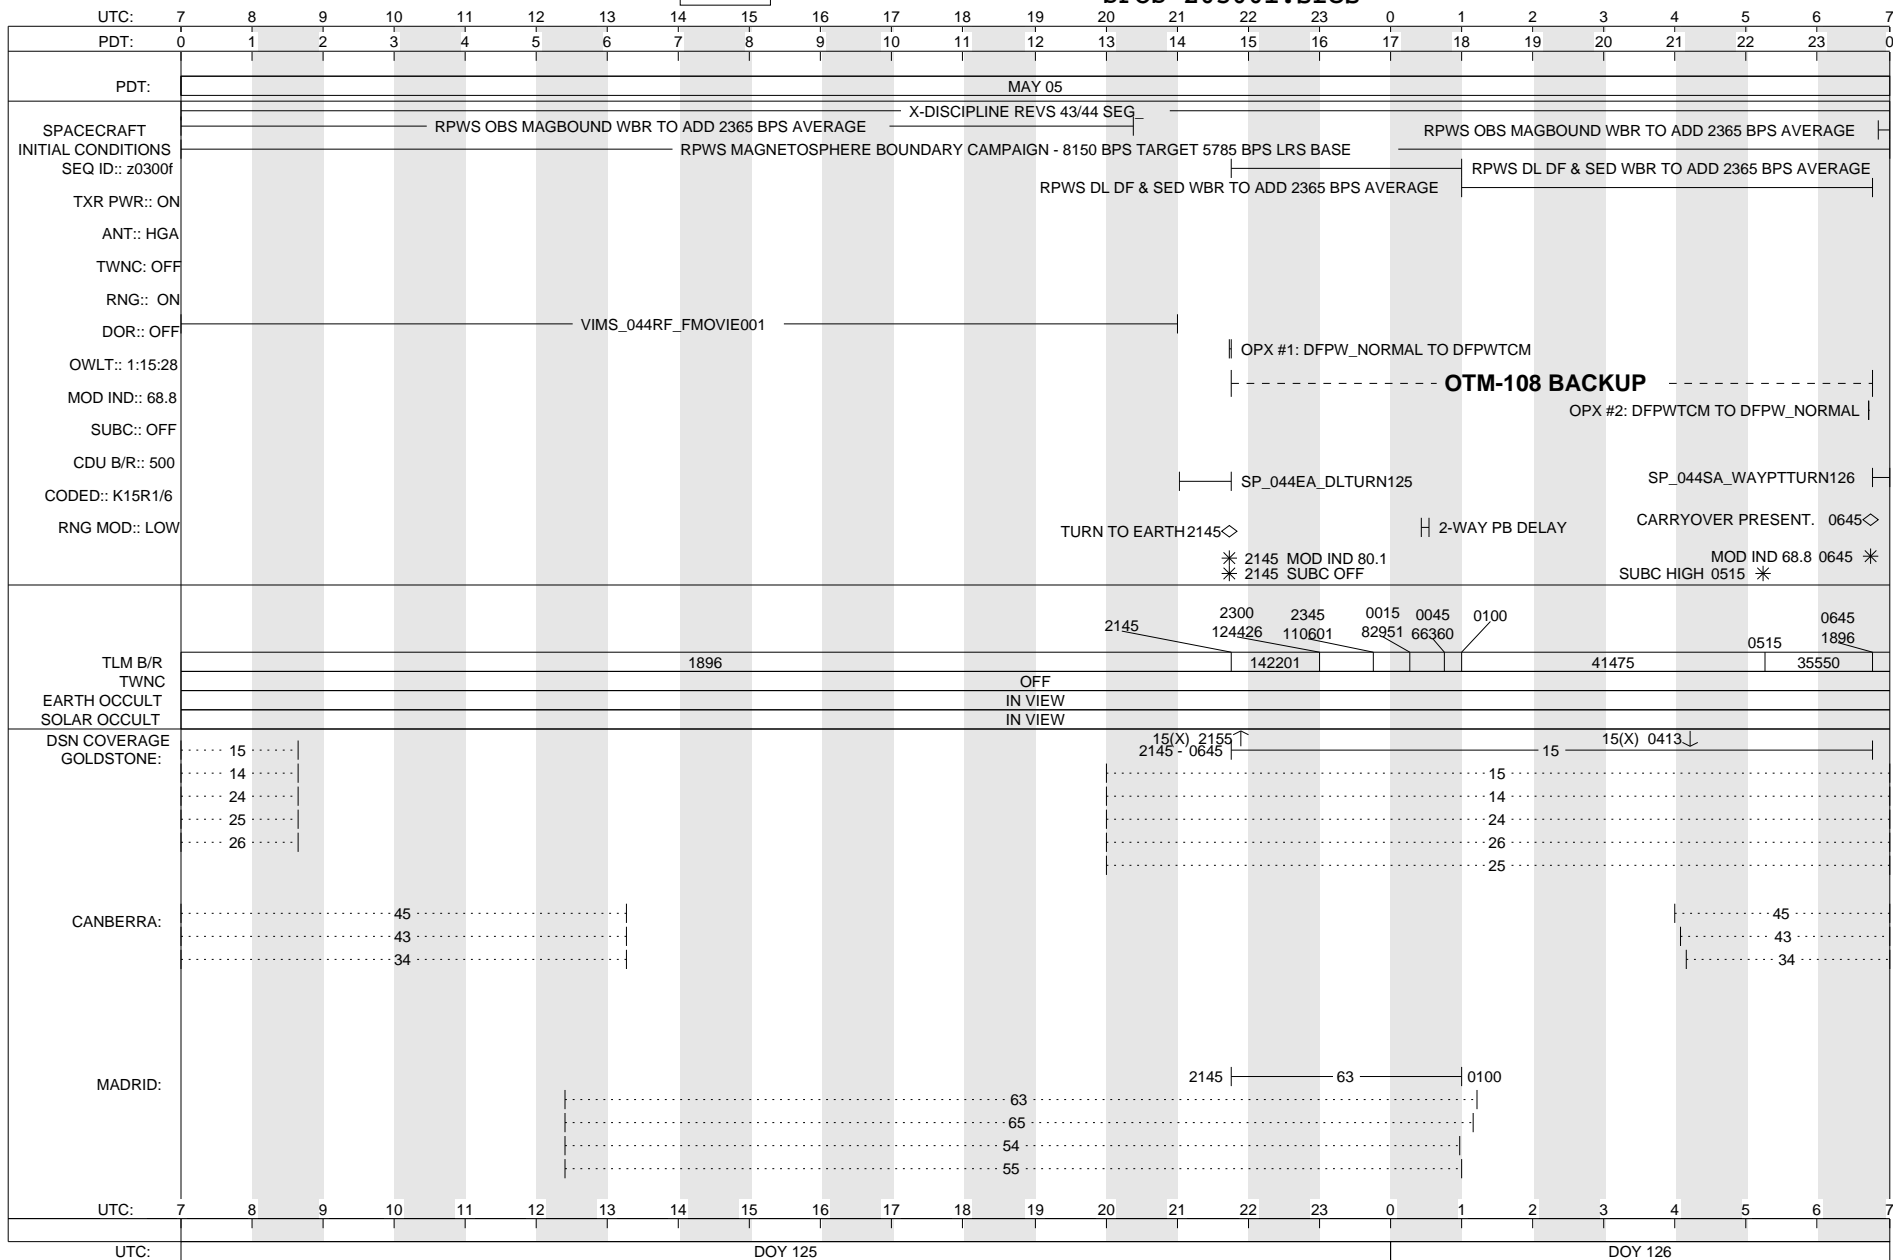 UTC: 7 8 9 10 11 12 13 14 15 16 17 18 19 20 21 22 23 0 1 2 3 4 5 6 7
PDT: 0 1 2 3 4 5 6 7 8 9 10 11 12 13 14 15 16 17 18 19 20 21 22 23 0
PDT: MAY 05
X-DISCIPLINE REVS 43/44 SEG_
SPACECRAFT
INITIAL CONDITIONS
RPWS OBS MAGBOUND WBR TO ADD 2365 BPS AVERAGE
RPWS OBS MAGBOUND WBR TO ADD 2365 BPS AVERAGE
RPWS MAGNETOSPHERE BOUNDARY CAMPAIGN - 8150 BPS TARGET 5785 BPS LRS BASE
SEQ ID:: z0300f
RPWS DL DF & SED WBR TO ADD 2365 BPS AVERAGE
RPWS DL DF & SED WBR TO ADD 2365 BPS AVERAGE
TXR PWR:: ON
ANT:: HGA
TWNC: OFF
RNG:: ON
DOR:: OFF
VIMS_044RF_FMOVIE001
OPX #1: DFPW_NORMAL TO DFPWTCM
OWLT:: 1:15:28
OTM-108 BACKUP
MOD IND:: 68.8
OPX #2: DFPWTCM TO DFPW_NORMAL
SUBC:: OFF
CDU B/R:: 500
SP_044EA_DLTURN125
SP_044SA_WAYPTTURN126
CODED:: K15R1/6
RNG MOD:: LOW
TURN TO EARTH 2145
2-WAY PB DELAY
CARRYOVER PRESENT. 0645
2145 MOD IND 80.1
MOD IND 68.8 0645
2145 SUBC OFF
SUBC HIGH 0515
2145
2300
124426
2345
110601
0015
82951
0045
66360
0100
0515
0645
1896
TLM B/R 1896 142201 41475 35550
TWNC OFF
EARTH OCCULT IN VIEW
SOLAR OCCULT IN VIEW
DSN COVERAGE
15(X) 2155
15(X) 0413
GOLDSTONE:
15
2145 - 0645 15
14
24
25
26
15
14
24
26
25
CANBERRA:
45
43
34
45
43
34
MADRID:
2145 63 0100
63
65
54
55
UTC: 7 8 9 10 11 12 13 14 15 16 17 18 19 20 21 22 23 0 1 2 3 4 5 6 7
UTC: DOY 125 DOY 126